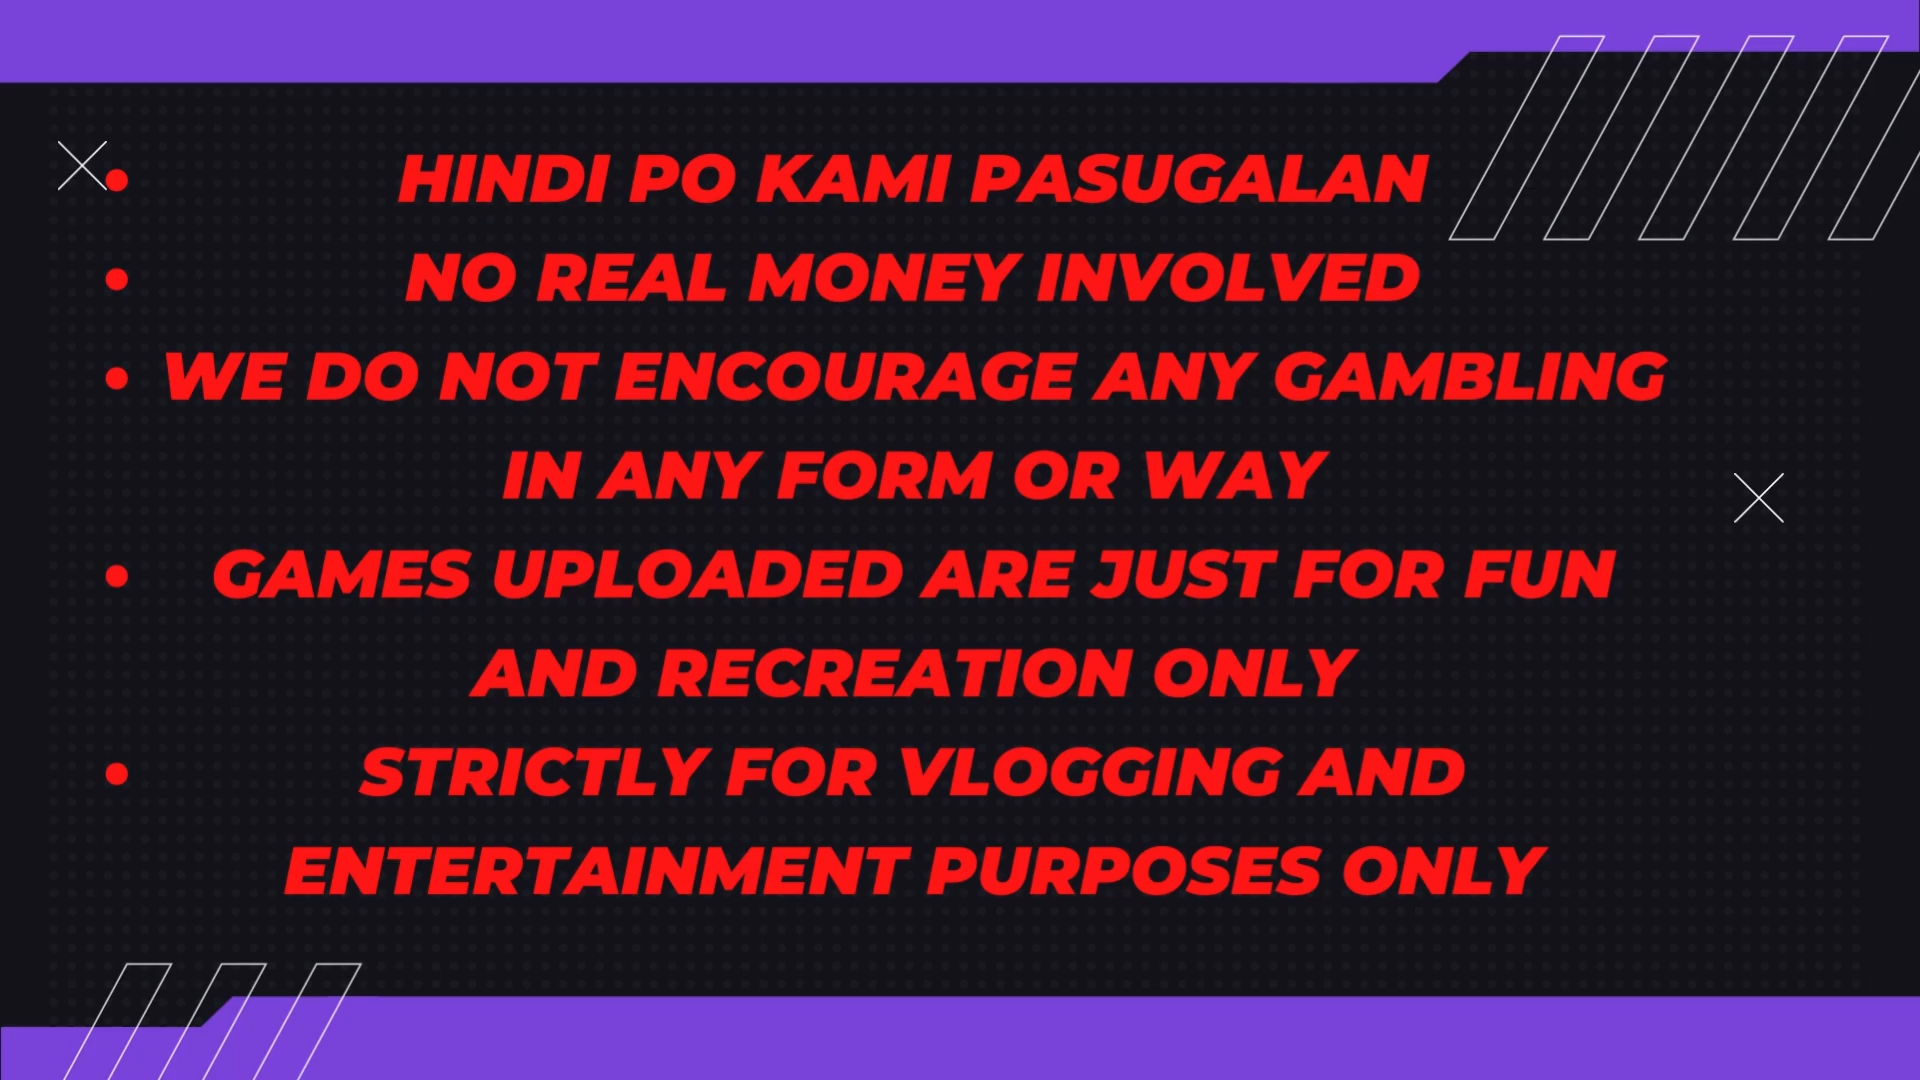 • HINDI PO KAMI PASUGALAN
• NO REAL MONEY INVOLVED
• WE DO NOT ENCOURAGE ANY GAMBLING
IN ANY FORM OR WAY
• GAMES UPLOADED ARE JUST FOR FUN
AND RECREATION ONLY
• STRICTLY FOR VLOGGING AND
ENTERTAINMENT PURPOSES ONLY